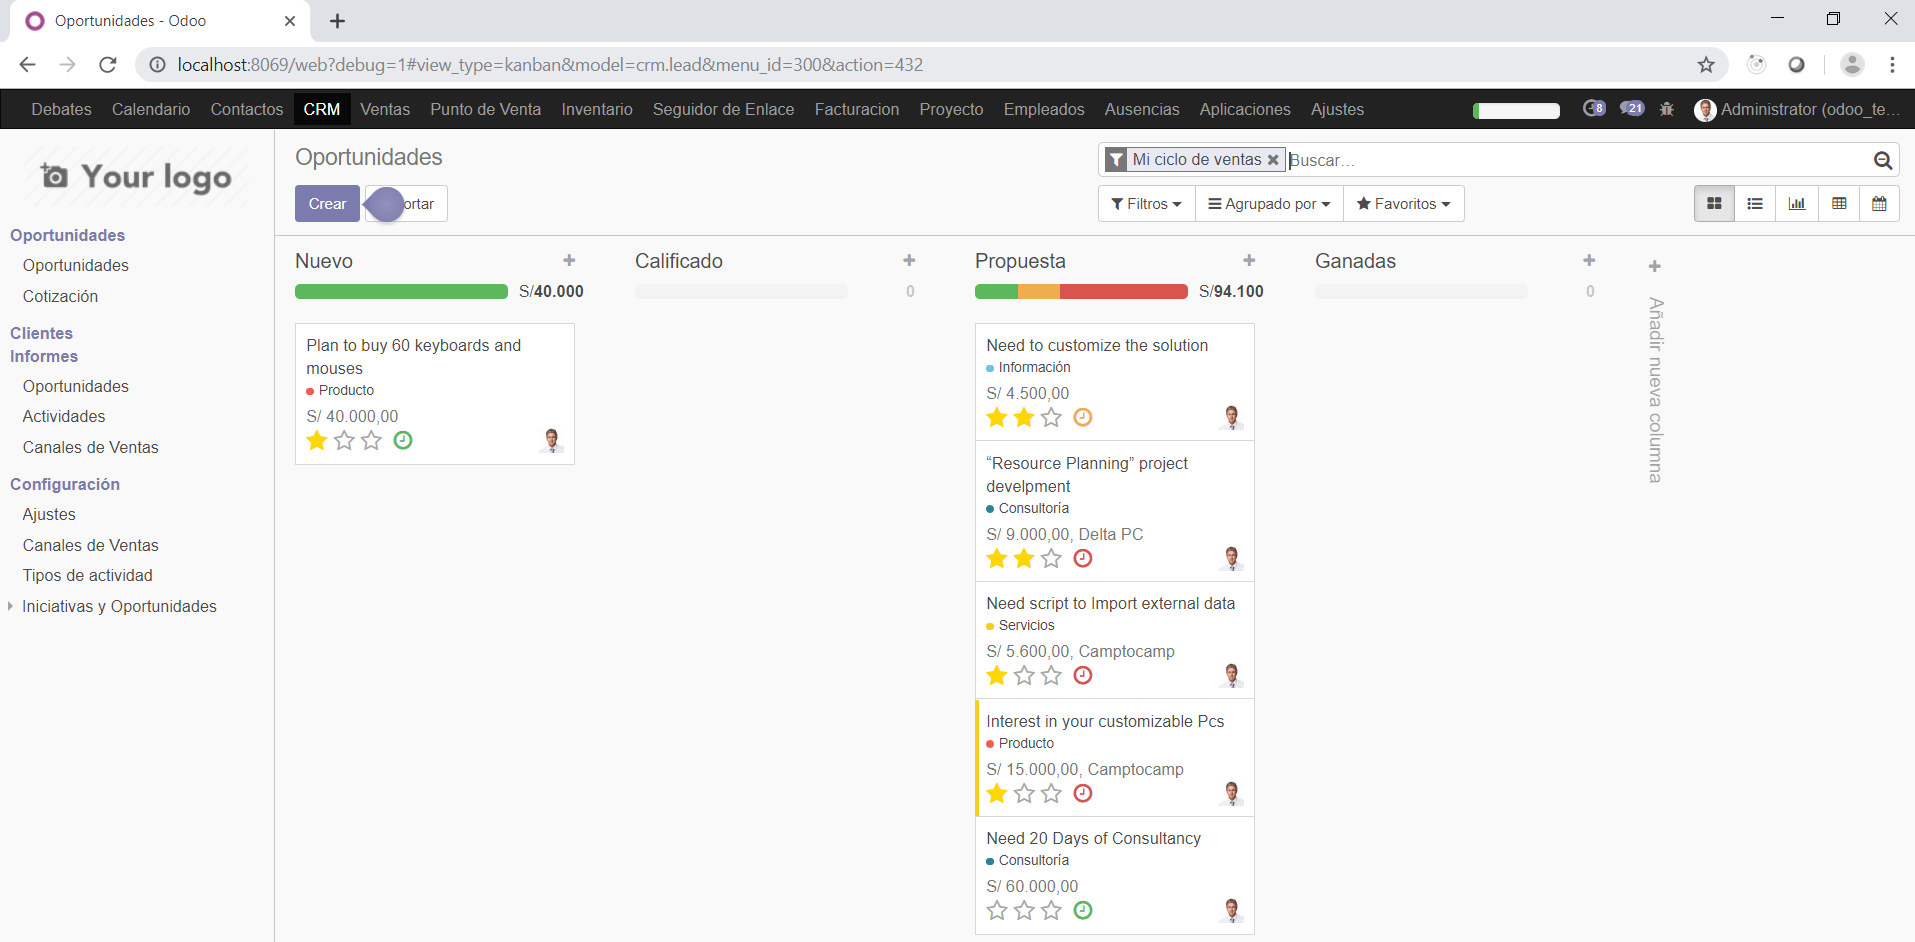 Oportunidades - Odoo
localhost:8069/web?debug=1#view_type=kanban&model=crm.lead&menu_id=300&action=432
Debates Calendario Contactos CRM Ventas Punto de Venta Inventario Seguidor de Enlace Facturacion Proyecto Empleados Ausencias Aplicaciones Ajustes 8 21 Administrator (odoo_te...
Your logo
Oportunidades
Oportunidades
Cotización
Clientes
Informes
Oportunidades
Actividades
Canales de Ventas
Configuración
Ajustes
Canales de Ventas
Tipos de actividad
Iniciativas y Oportunidades
Oportunidades
Mi ciclo de ventas Buscar...
Crear ortar
Filtros Agrupado por Favoritos
Nuevo
S/40.000
Plan to buy 60 keyboards and
mouses
Producto
S/ 40.000,00
Calificado
0
Propuesta
S/94.100
Need to customize the solution
Información
S/ 4.500,00
“Resource Planning” project
develpment
Consultoría
S/ 9.000,00, Delta PC
Need script to Import external data
Servicios
S/ 5.600,00, Camptocamp
Interest in your customizable Pcs
Producto
S/ 15.000,00, Camptocamp
Need 20 Days of Consultancy
Consultoría
S/ 60.000,00
Ganadas
0
Añadir nueva columna